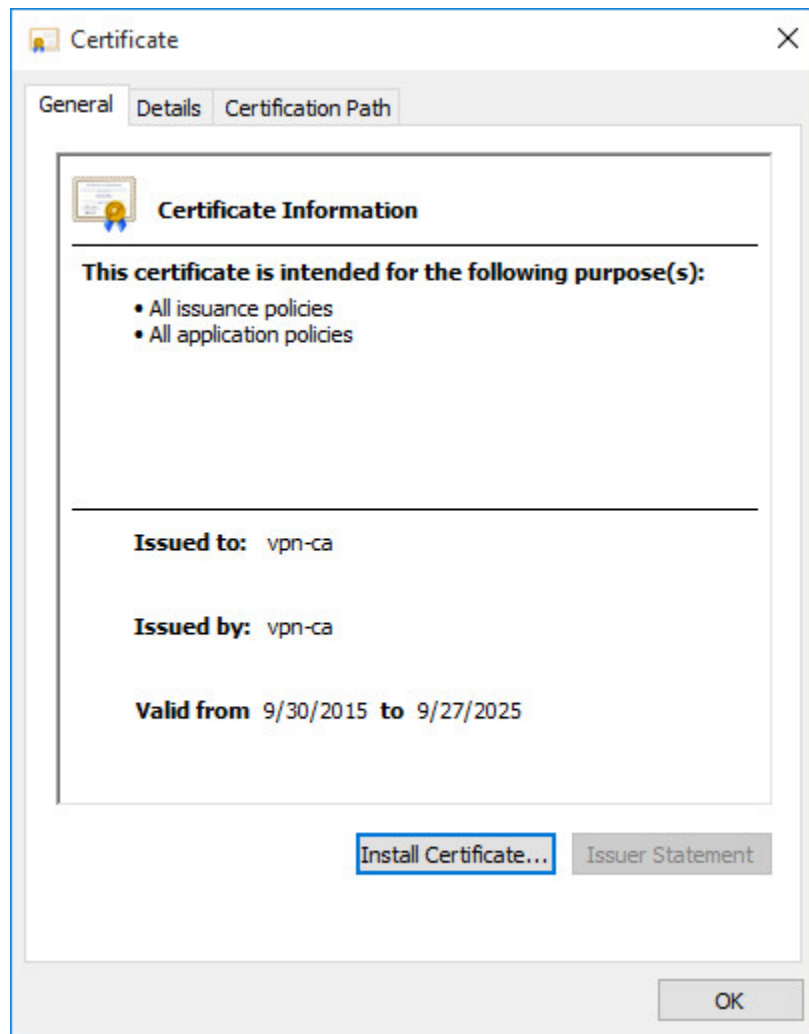 Certificate
General Details Certification Path
Certificate Information
This certificate is intended for the following purpose(s):
• All issuance policies
• All application policies
Issued to: vpn-ca
Issued by: vpn-ca
Valid from 9/30/2015 to 9/27/2025
Install Certificate... Issuer Statement
OK